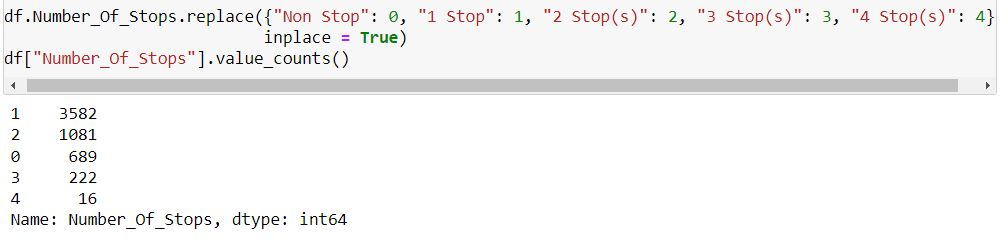 df.Number_Of_Stops.replace({"Non Stop": 0, "1 Stop": 1, "2 Stop(s)": 2, "3 Stop(s)": 3, "4 Stop(s)": 4}
inplace = True)
df["Number_Of_Stops"].value_counts()
1 3582
2 1081
0 689
3 222
4 16
Name: Number_Of_Stops, dtype: int64